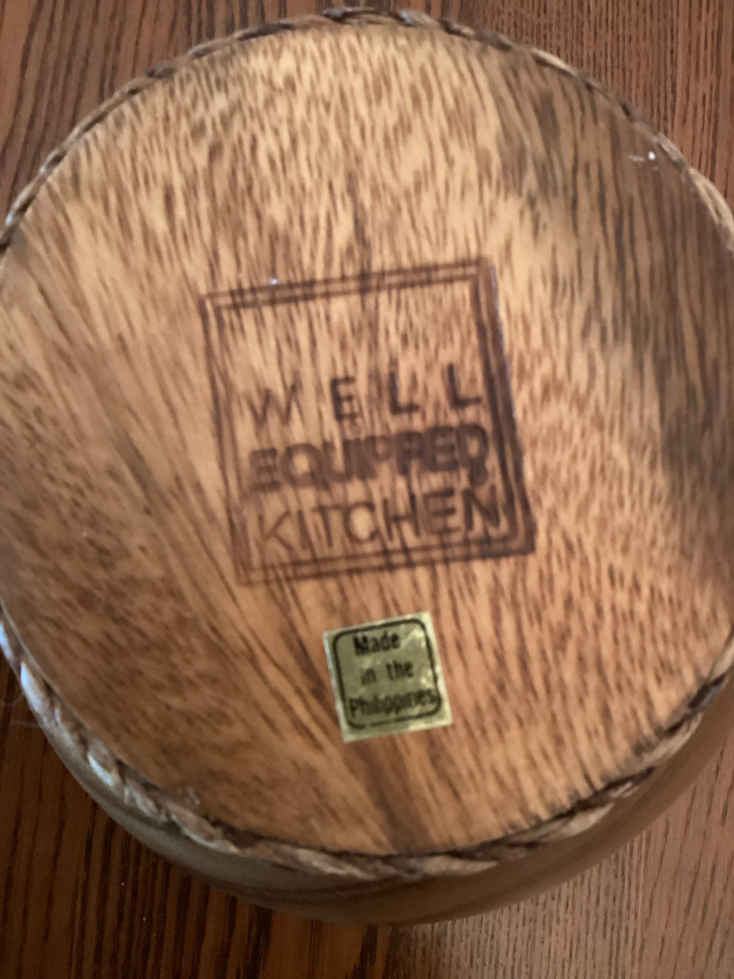 WELL
EQUIPPED
KITCHEN
Made
in the
Philippines